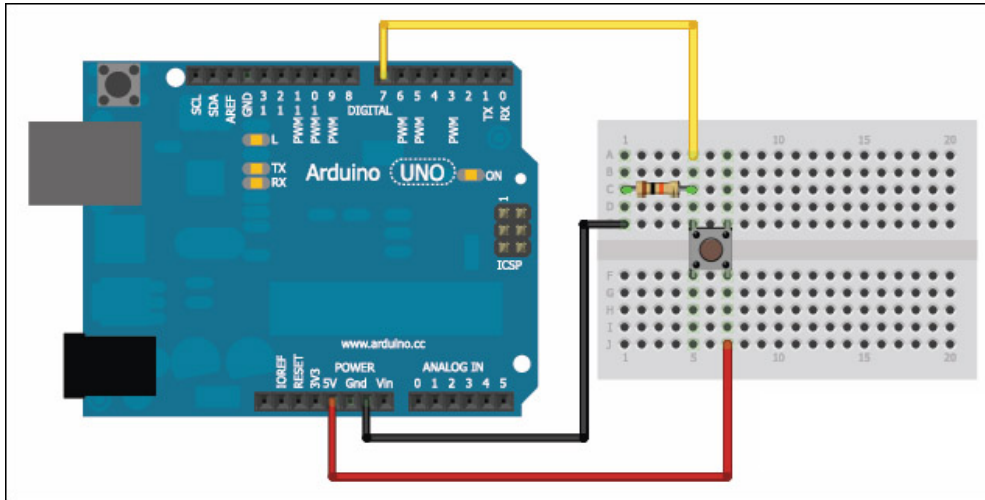 SCL
SDA
AREF
GND
13
12
PWM 11
PWM 10
PWM 9
8
DIGITAL
7
PWM 6
PWM 5
4
PWM 3
2
TX 1
RX 0
L
TX
RX
Arduino UNO
ON
1
ICSP
www.arduino.cc
POWER
ANALOG IN
IOREF
RESET
3V3
5V
Gnd
Vin
0 1 2 3 4 5
1 5 10 15 20
A
B
C
D
F
G
H
I
J
1 5 10 15 20